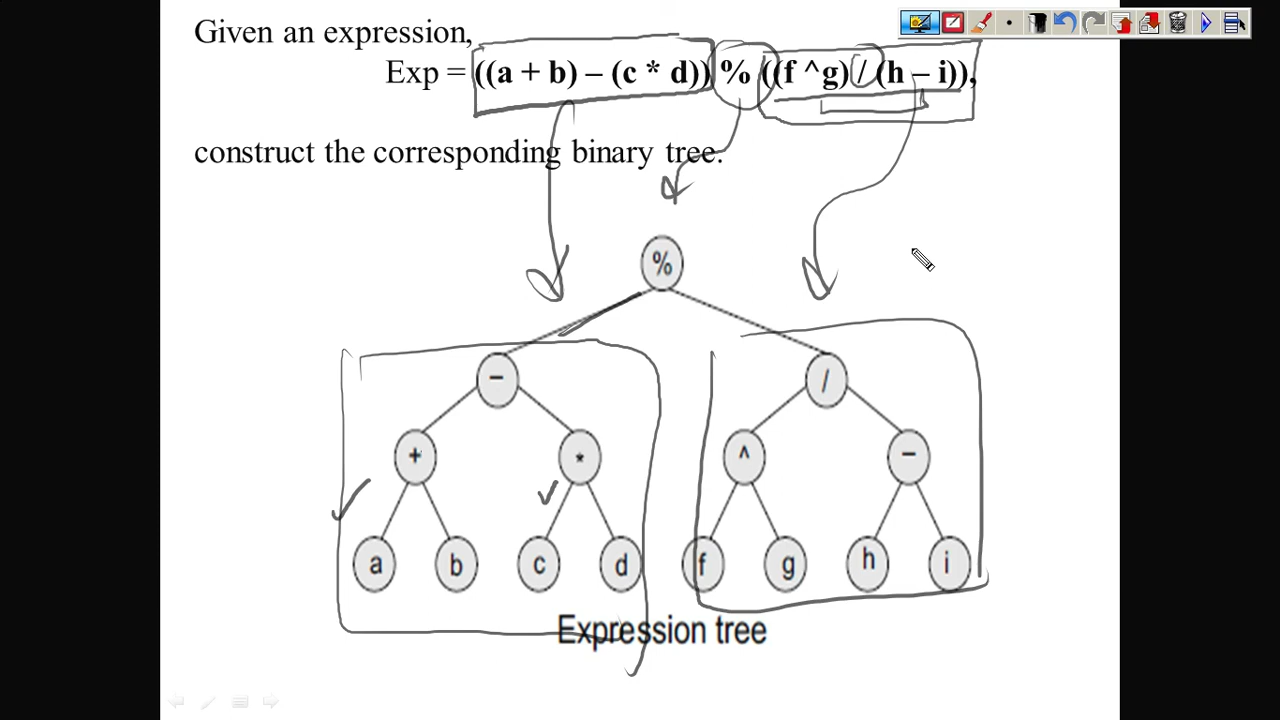 Given an expression,
Exp = ((a + b) – (c * d)) % ((f ^g) / (h – i)),
construct the corresponding binary tree.
%
– /
+ * ^ –
a b c d f g h i
Expression tree